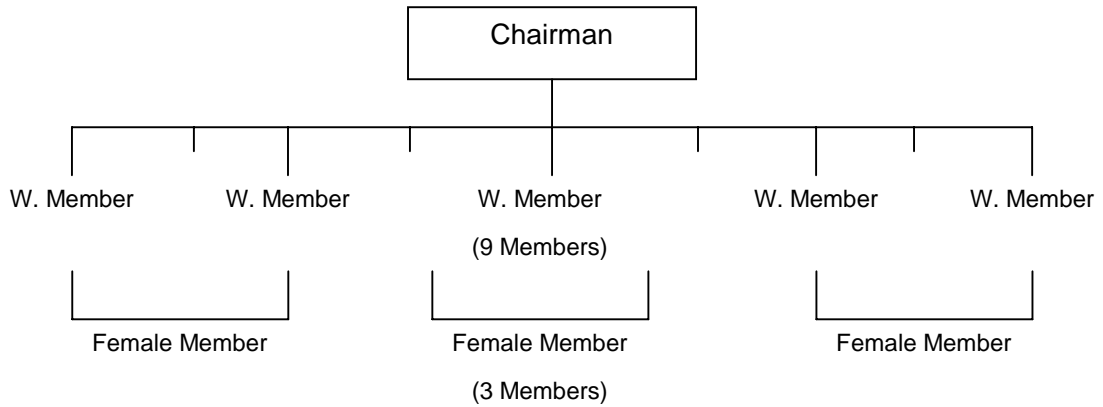 Chairman
W. Member W. Member W. Member W. Member W. Member
(9 Members)
Female Member Female Member Female Member
(3 Members)